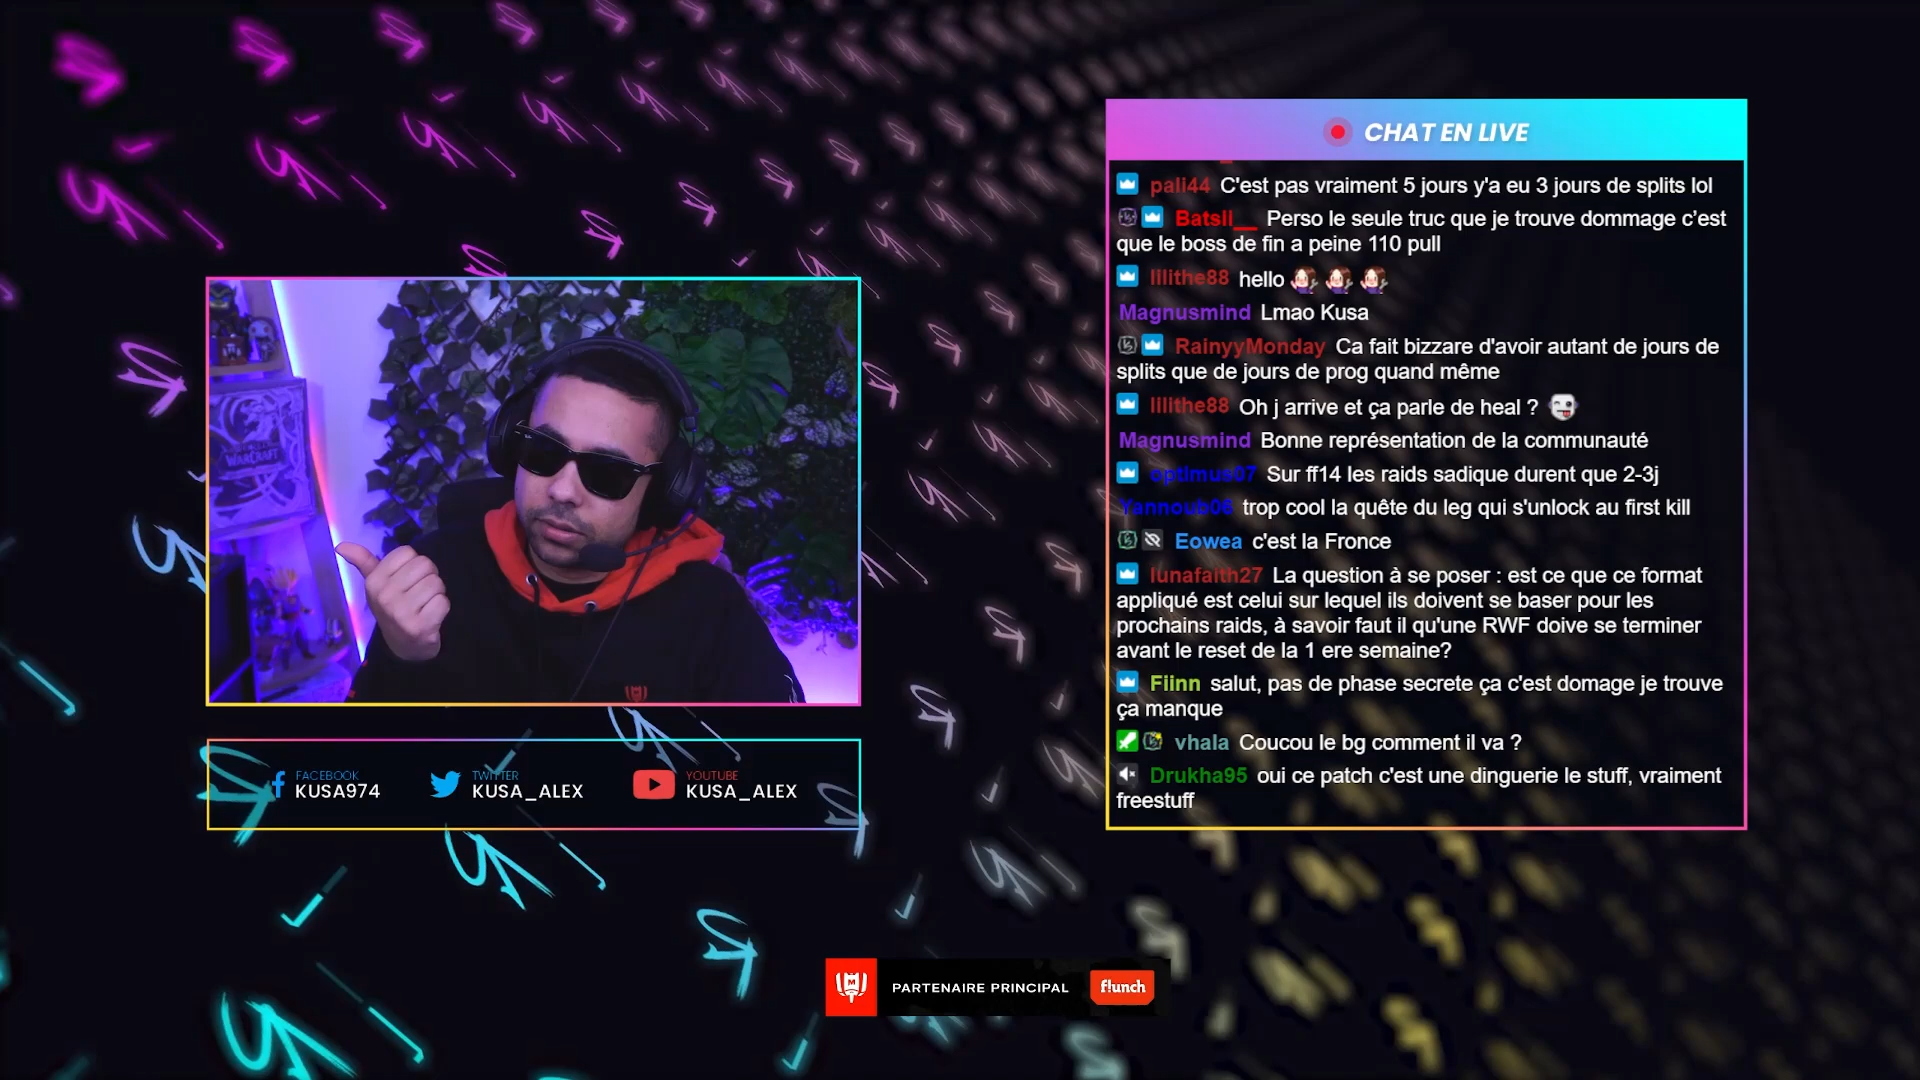 CHAT EN LIVE
pali44 C'est pas vraiment 5 jours y'a eu 3 jours de splits lol
Batsll__ Perso le seule truc que je trouve dommage c'est
que le boss de fin a peine 110 pull
lilithe88 hello
Magnusmind Lmao Kusa
RainyyMonday Ca fait bizzare d'avoir autant de jours de
splits que de jours de prog quand même
lilithe88 Oh j arrive et ça parle de heal ?
Magnusmind Bonne représentation de la communauté
optimus07 Sur ff14 les raids sadique durent que 2-3j
Yannoub06 trop cool la quête du leg qui s'unlock au first kill
Eowea c'est la Fronce
lunafaith27 La question à se poser : est ce que ce format
appliqué est celui sur lequel ils doivent se baser pour les
prochains raids, à savoir faut il qu'une RWF doive se terminer
avant le reset de la 1 ere semaine?
Fiinn salut, pas de phase secrete ça c'est domage je trouve
ça manque
vhala Coucou le bg comment il va ?
Drukha95 oui ce patch c'est une dinguerie le stuff, vraiment
freestuff
WARCRAFT
FACEBOOK
KUSA974
TWITTER
KUSA_ALEX
YOUTUBE
KUSA_ALEX
PARTENAIRE PRINCIPAL
flunch